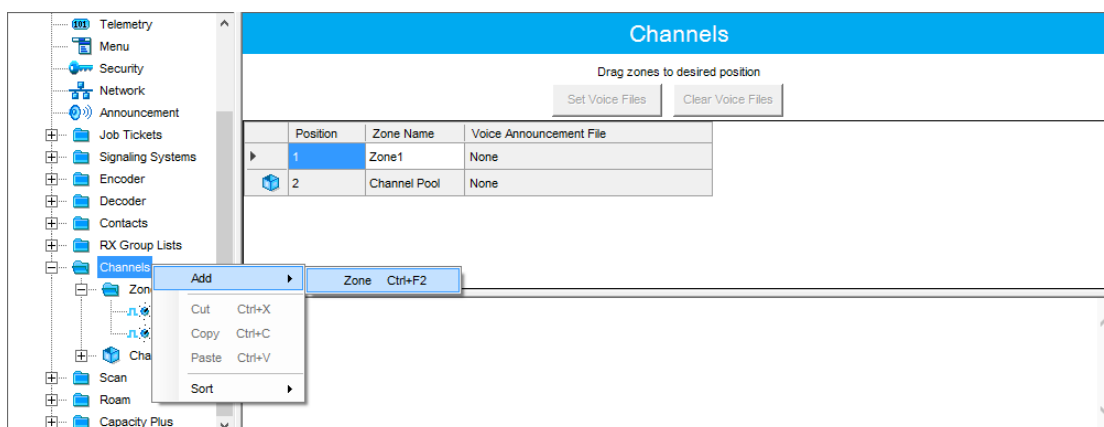 Telemetry
Menu
Security
Network
Announcement
Job Tickets
Signaling Systems
Encoder
Decoder
Contacts
RX Group Lists
Channels
Zon
Cha
Scan
Roam
Capacity Plus
Add
Cut Ctrl+X
Copy Ctrl+C
Paste Ctrl+V
Sort
Zone Ctrl+F2
Channels
Drag zones to desired position
Set Voice Files Clear Voice Files
Position Zone Name Voice Announcement File
1 Zone1 None
2 Channel Pool None